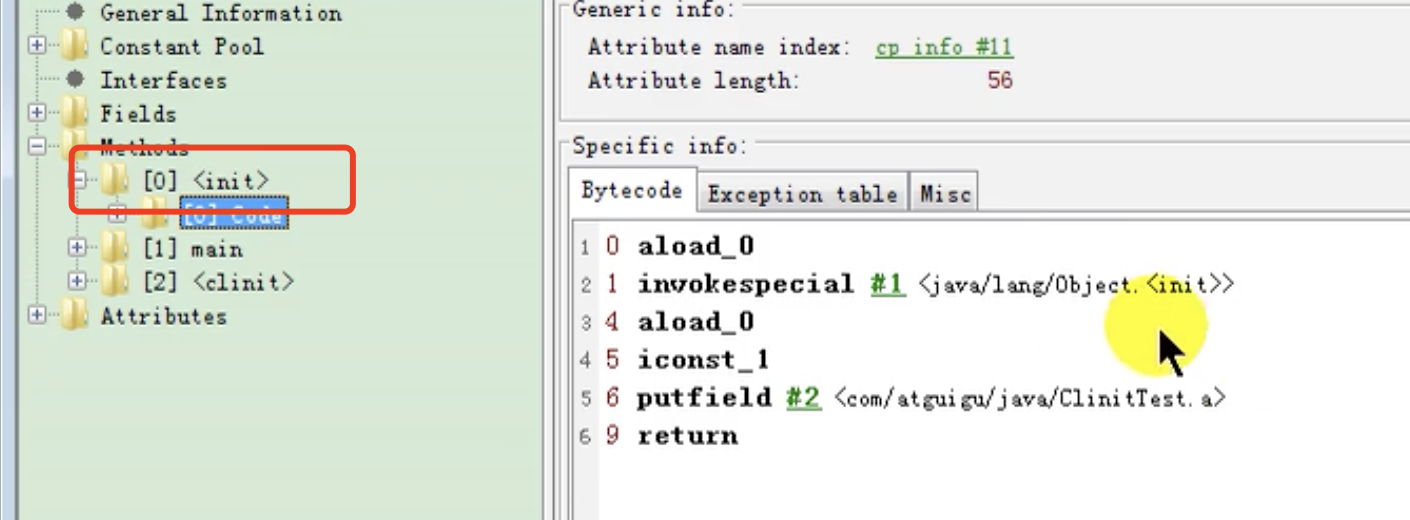 General Information
Constant Pool
Interfaces
Fields
Methods
[0] <init>
[0] Code
[1] main
[2] <clinit>
Attributes
Generic info:
Attribute name index: cp info #11
Attribute length: 56
Specific info:
Bytecode Exception table Misc
1 0 aload_0
2 1 invokespecial #1 <java/lang/Object.<init>>
3 4 aload_0
4 5 iconst_1
5 6 putfield #2 <com/atguigu/java/ClinitTest.a>
6 9 return